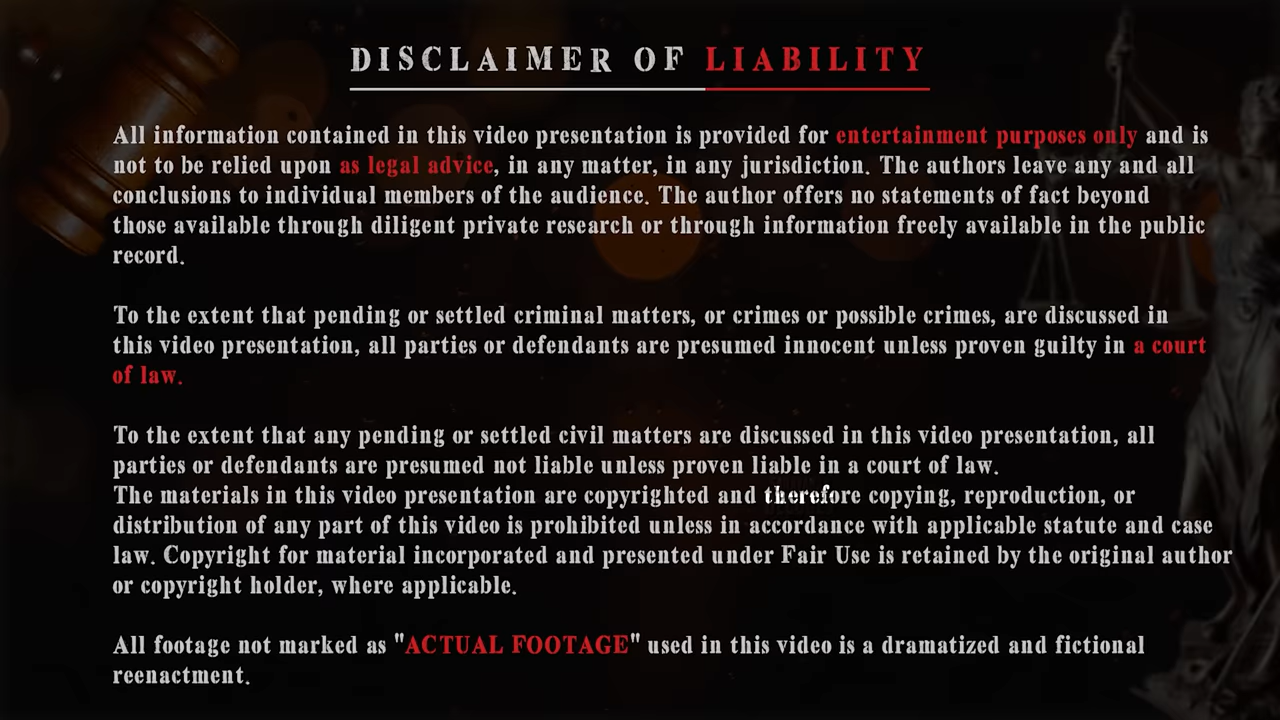 DISCLAIMER OF LIABILITY
All information contained in this video presentation is provided for entertainment purposes only and is
not to be relied upon as legal advice, in any matter, in any jurisdiction. The authors leave any and all
conclusions to individual members of the audience. The author offers no statements of fact beyond
those available through diligent private research or through information freely available in the public
record.
To the extent that pending or settled criminal matters, or crimes or possible crimes, are discussed in
this video presentation, all parties or defendants are presumed innocent unless proven guilty in a court
of law.
To the extent that any pending or settled civil matters are discussed in this video presentation, all
parties or defendants are presumed not liable unless proven liable in a court of law.
The materials in this video presentation are copyrighted and therefore copying, reproduction, or
distribution of any part of this video is prohibited unless in accordance with applicable statute and case
law. Copyright for material incorporated and presented under Fair Use is retained by the original author
or copyright holder, where applicable.
All footage not marked as "ACTUAL FOOTAGE" used in this video is a dramatized and fictional
reenactment.